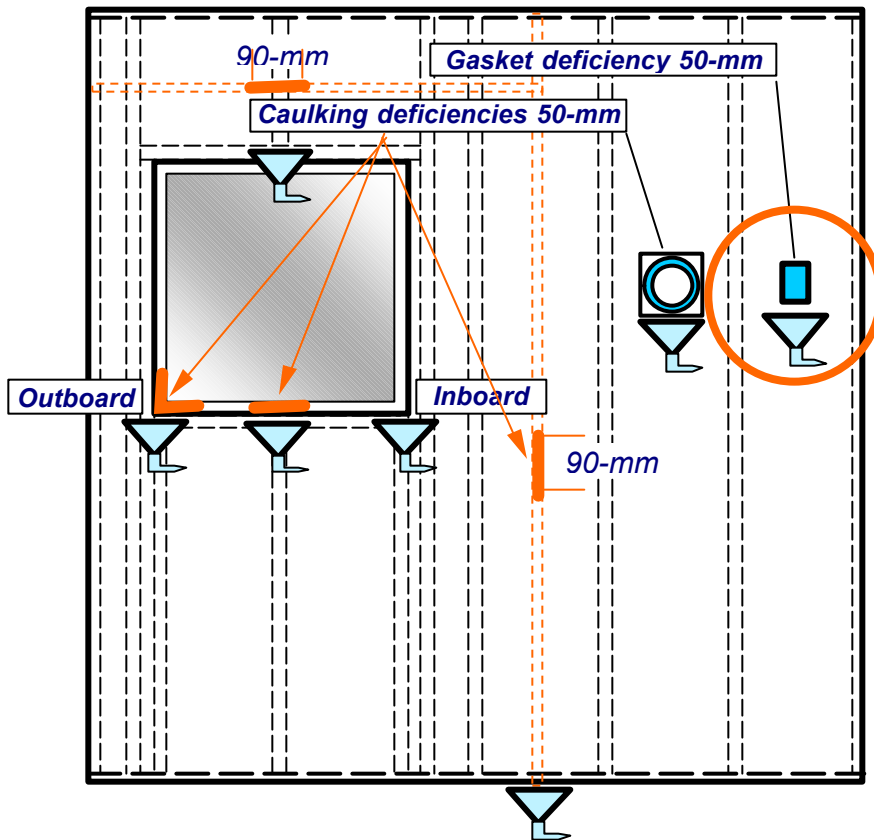 90-mm
Gasket deficiency 50-mm
Caulking deficiencies 50-mm
Outboard
Inboard
90-mm